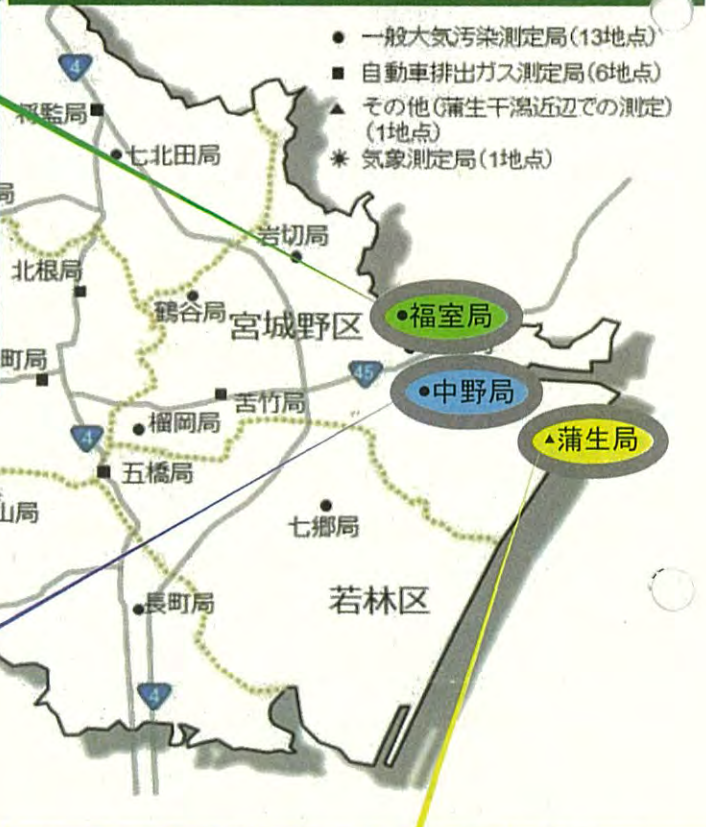 ● 一般大気汚染測定局(13地点)
■ 自動車排出ガス測定局(6地点)
▲ その他(蒲生干潟近辺での測定)
(1地点)
＊ 気象測定局(1地点)
4
将監局
七北田局
局
岩切局
北根局
鶴谷局
宮城野区
福室局
町局
45
中野局
苦竹局
榴岡局
4
蒲生局
五橋局
山局
七郷局
長町局
若林区
4